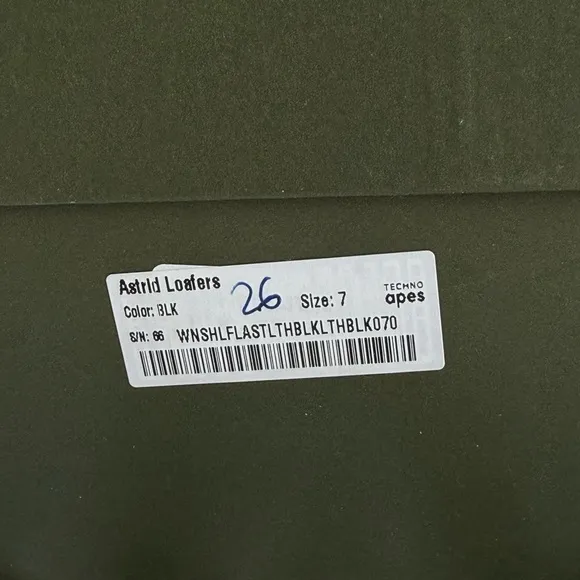 Astrid Loafers
26
Color: BLK
Size: 7
TECHNO
apes
S/N: 66
WNSHLFLASTLTHBLKLTHBLK070